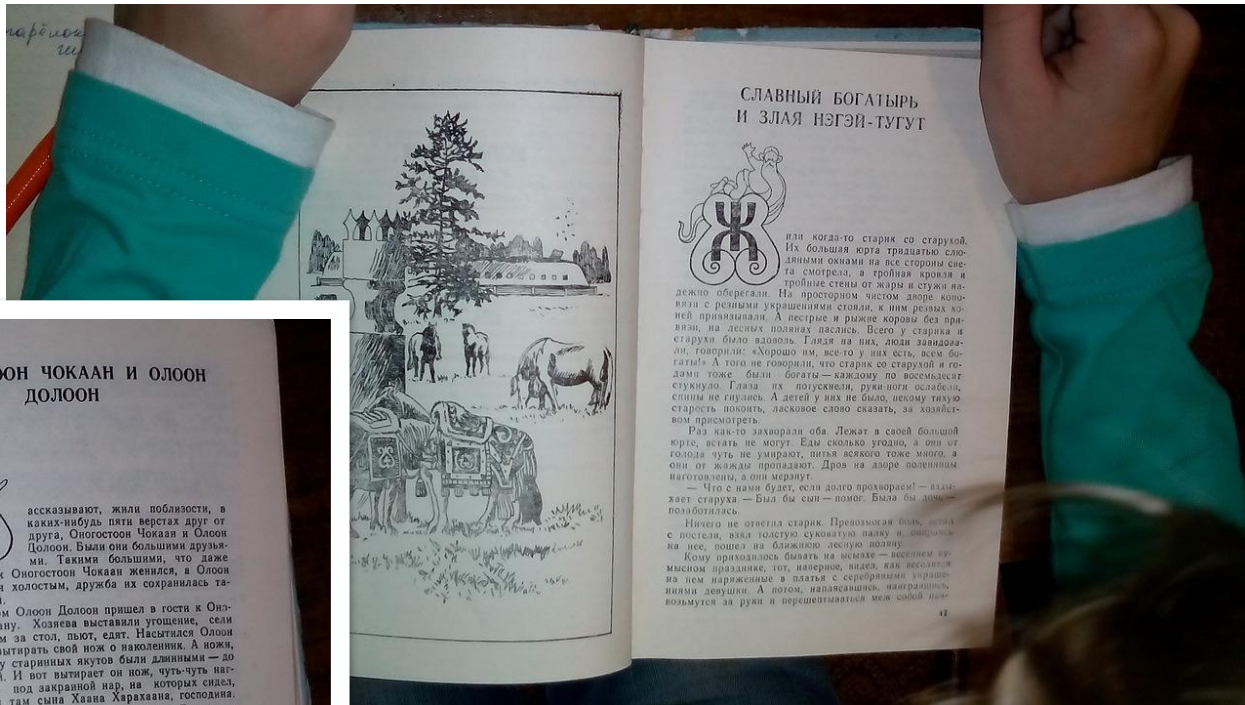 СЛАВНЫЙ БОГАТЫРЬ
И ЗЛАЯ НЭГЭЙ-ТУГУТ
Ж
или когда-то старик со старухой.
Их большая юрта тридцатью слю-
дяными окнами на все стороны све-
та смотрела, а тройная кровля и
тройные стены от жары и стужи на-
дежно оберегали. На просторном чистом дворе коно-
вязи с резными украшениями стояли, к ним резвых ко-
ней привязывали. А пестрые и рыжие коровы без при-
вязи, на лесных полянах паслись. Всего у старика и
старухи было вдоволь. Глядя на них, люди завидова-
ли, говорили: «Хорошо им, все-то у них есть, всем бо-
гаты!» А того не говорили, что старик со старухой и го-
дами тоже были богаты — каждому по восемьдесят
стукнуло. Глаза их потускнели, руки-ноги ослабели,
спины не гнулись. А детей у них не было, некому тихую
старость покоить, ласковое слово сказать, за хозяйст-
вом присмотреть.
Раз как-то захворали оба. Лежат в своей большой
юрте, встать не могут. Еды сколько угодно, а они от
голода чуть не умирают, питья всякого тоже много, а
они от жажды пропадают. Дров на дворе поленницы
наготовлены, а они мерзнут.
— Что с нами будет, если долго прохвораем! — взды-
хает старуха — Был бы сын — помог. Была бы дочь —
позаботилась.
Ничего не ответил старик. Превозмогая боль, встал
с постели, взял толстую суковатую палку и, опираясь
на нее, пошел на ближнюю лесную поляну.
Кому приходилось бывать на ысыахе — весеннем ку-
мысном празднике, тот, наверное, видел, как веселятся
на нем наряженные в платья с серебряными украше-
ниями девушки. А потом, наплясавшись, наигравшись,
возьмутся за руки и перешептываться меж собой
ООН ЧОКААН И ОЛООН
ДОЛООН
ассказывают, жили поблизости, в
каких-нибудь пяти верстах друг от
друга, Оногостоон Чокаан и Олоон
Долоон. Были они большими друзья-
ми. Такими большими, что даже
к Оногостоон Чокаан женился, а Олоон
и холостым, дружба их сохранилась та-
й.
ом Олоон Долоон пришел в гости к Оно-
ану. Хозяева выставили угощение, сели
м за стол, пьют, едят. Насытился Олоон
вытирать свой нож о наколенник. А ножи,
у старинных якутов были длинными — до
й. И вот вытирает он нож, чуть-чуть наг-
под закраиной нар, на которых сидел,
там сына Хаана Харахаана, господина.